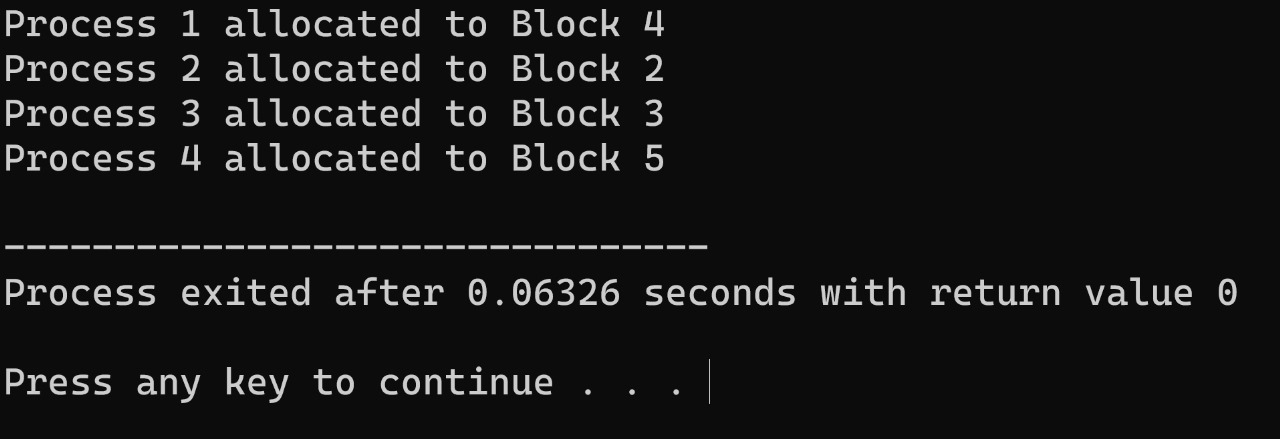 Process 1 allocated to Block 4
Process 2 allocated to Block 2
Process 3 allocated to Block 3
Process 4 allocated to Block 5
--------------------------------
Process exited after 0.06326 seconds with return value 0
Press any key to continue . . .